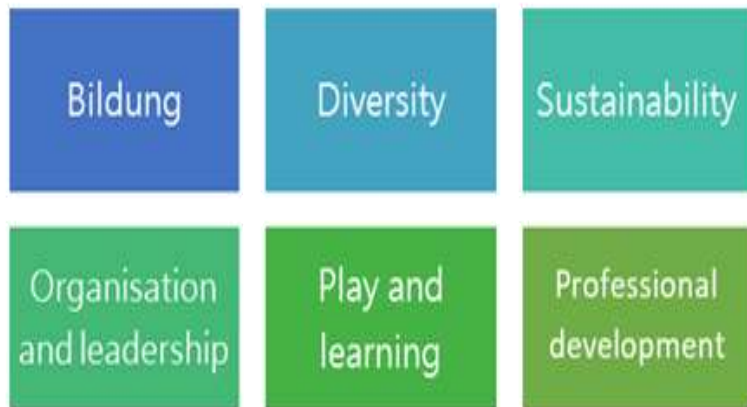 Bildung
Diversity
Sustainability
Organisation
and leadership
Play and
learning
Professional
development